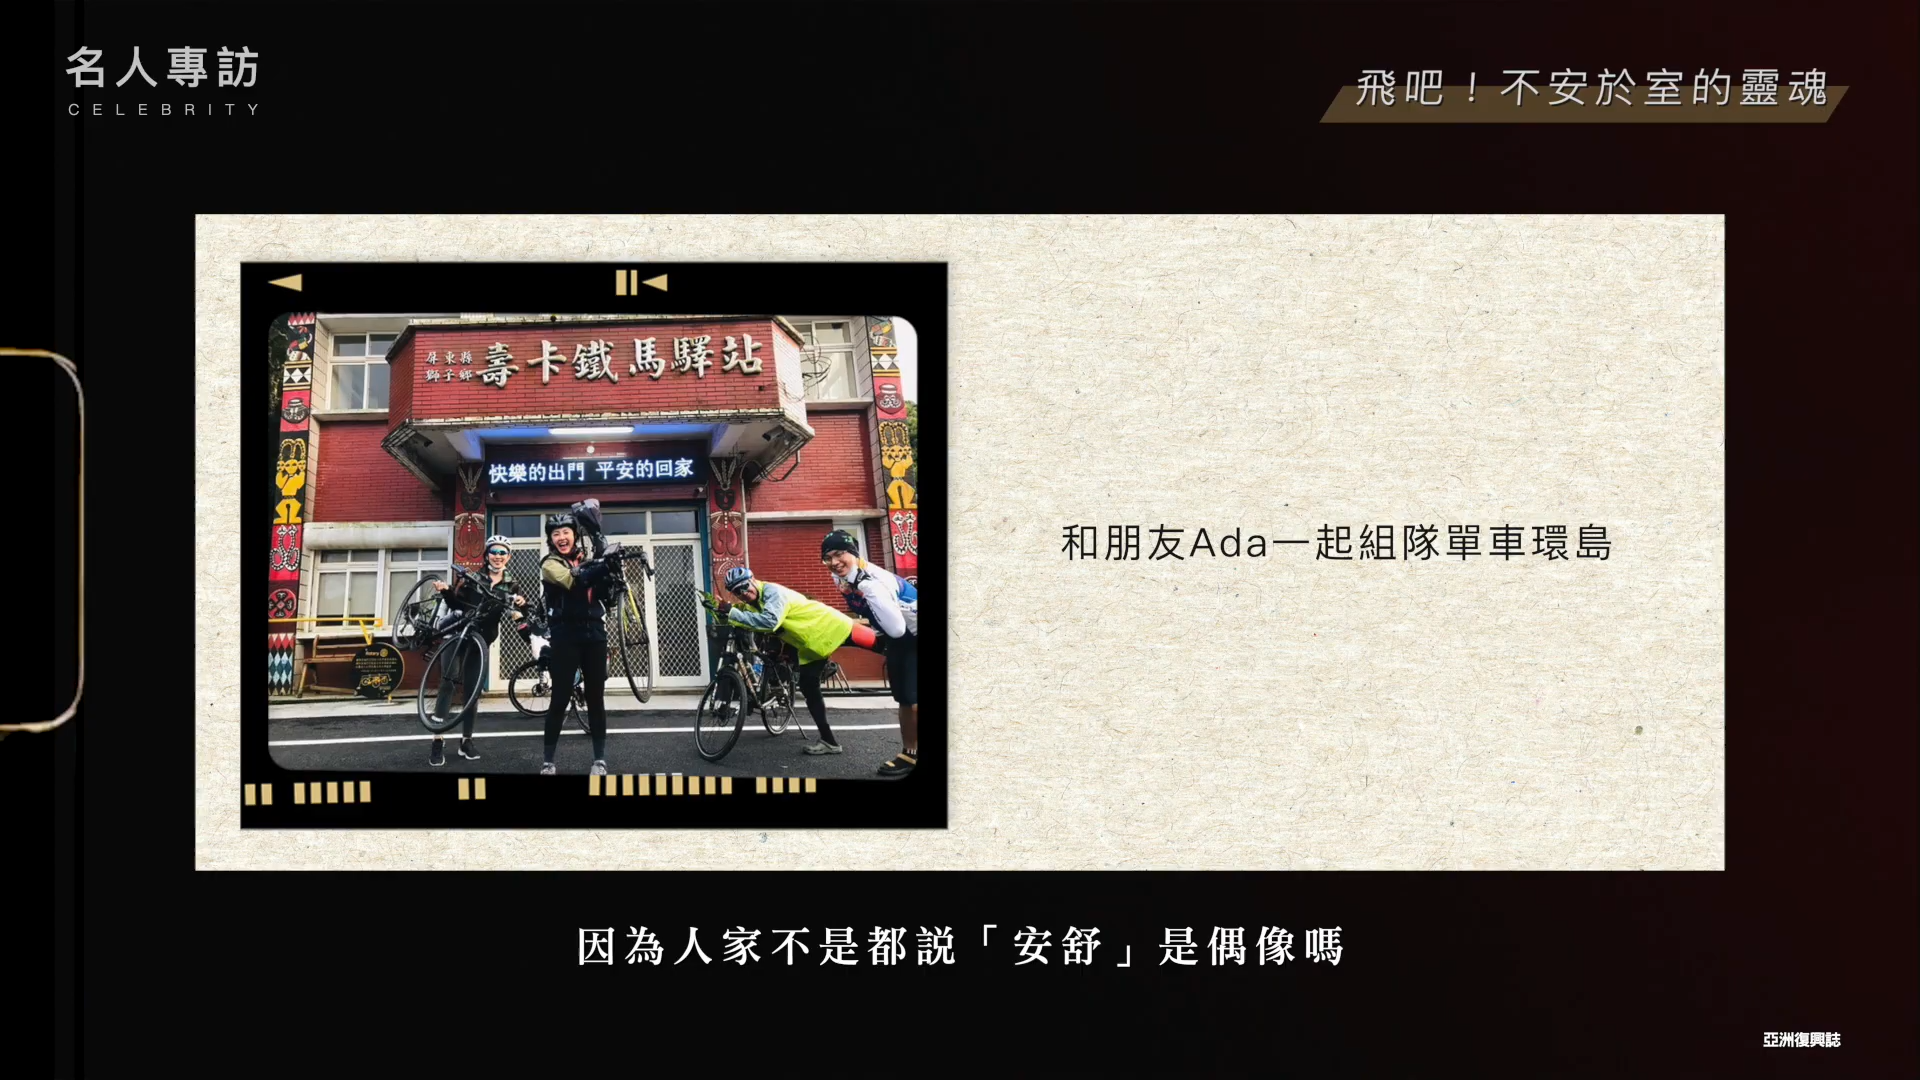 名人專訪
CELEBRITY
飛吧！不安於室的靈魂
屏東縣
獅子鄉
壽卡鐵馬驛站
快樂的出門 平安的回家
Rotary
和朋友Ada一起組隊單車環島
因為人家不是都說「安舒」是偶像嗎
亞洲復興誌